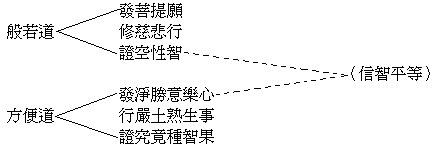 般若道
發菩提願
修慈悲行
證空性智
(信智平等)
方便道
發淨勝意樂心
行嚴土熟生事
證究竟種智果